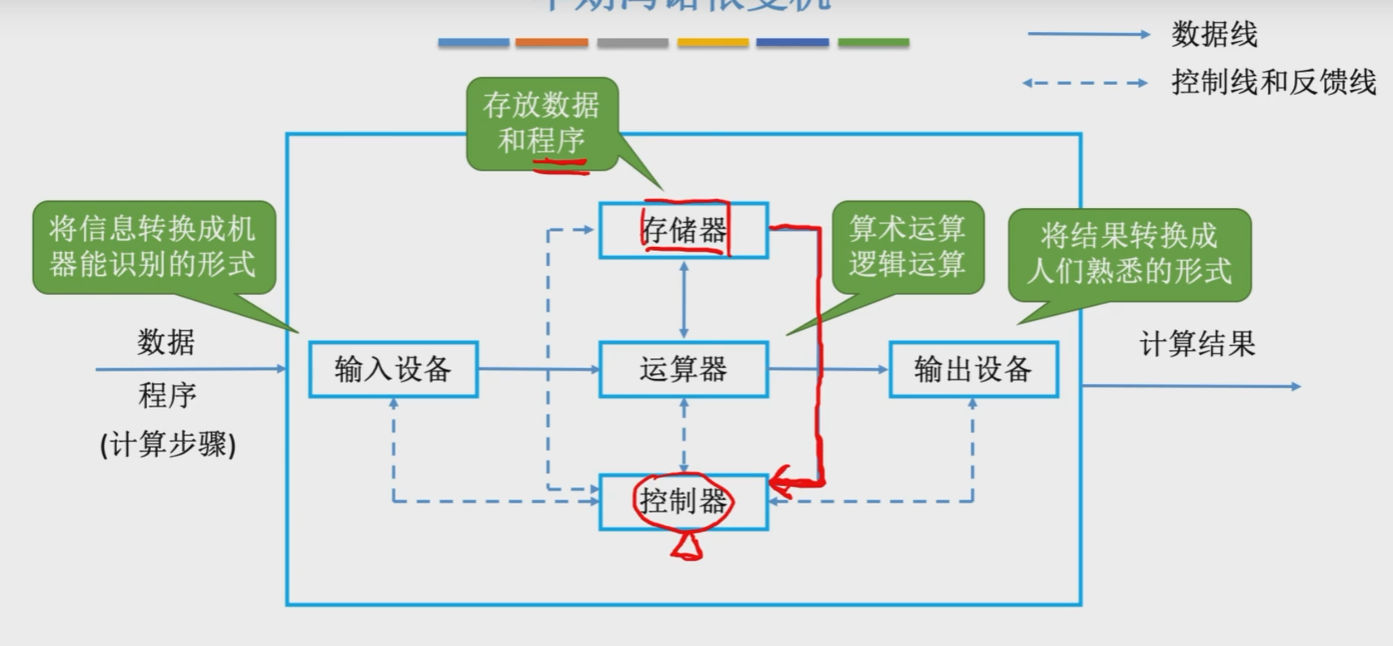 数据线
控制线和反馈线
存放数据
和程序
将信息转换成机
器能识别的形式
存储器
算术运算
逻辑运算
将结果转换成
人们熟悉的形式
数据
程序
(计算步骤)
输入设备
运算器
输出设备
计算结果
控制器